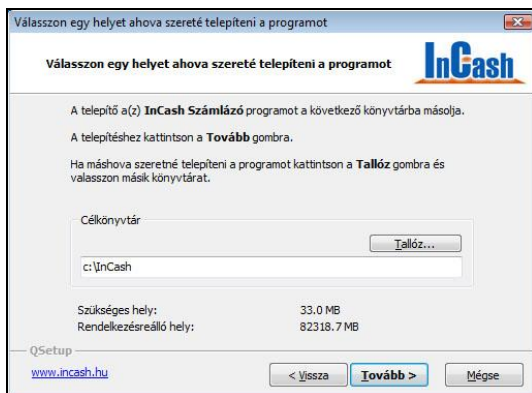 Válasszon egy helyet ahova szereté telepíteni a programot
Válasszon egy helyet ahova szereté telepíteni a programot
InCash
A telepítő a(z) InCash Számlázó programot a következő könyvtárba másolja.
A telepítéshez kattintson a Tovább gombra.
Ha máshova szeretné telepíteni a programot kattintson a Tallóz gombra és
valasszon másik könyvtárat.
Célkönyvtár
Tallóz...
c:\InCash
Szükséges hely: 33.0 MB
Rendelkezésreálló hely: 82318.7 MB
QSetup
www.incash.hu < Vissza Tovább > Mégse